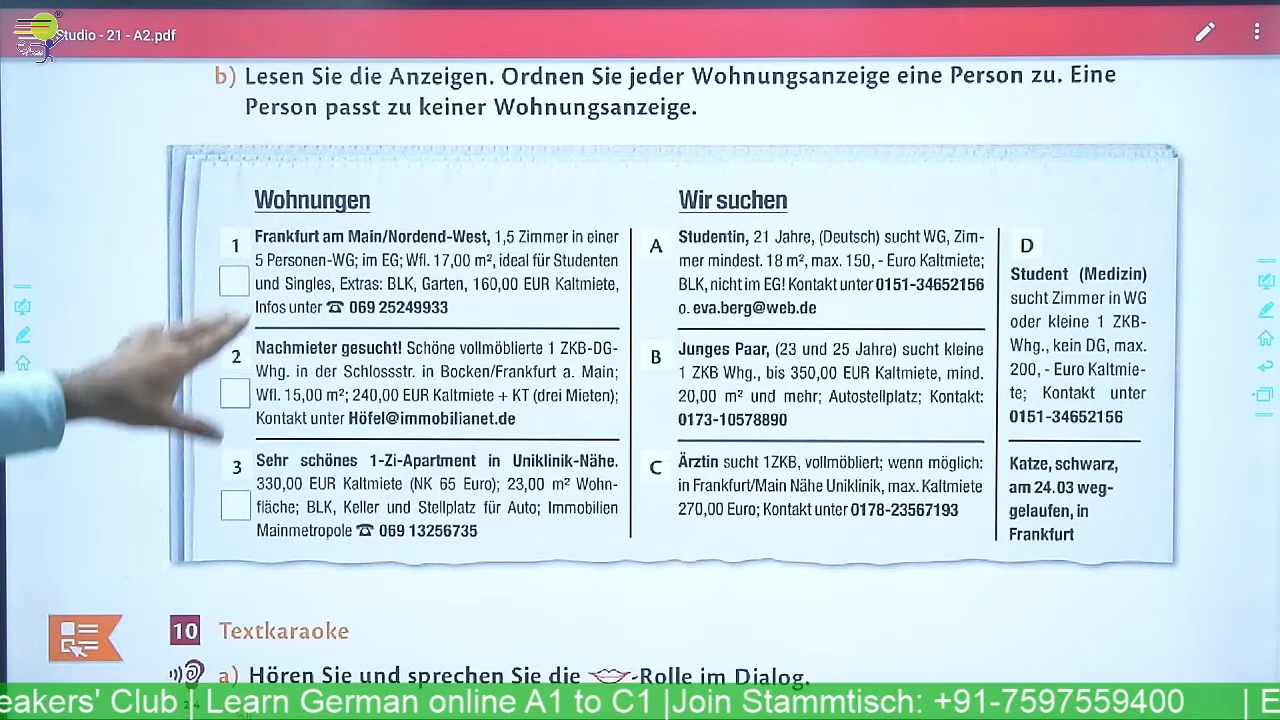 Studio - 21 - A2.pdf
b) Lesen Sie die Anzeigen. Ordnen Sie jeder Wohnungsanzeige eine Person zu. Eine
Person passt zu keiner Wohnungsanzeige.
Wohnungen
1
Frankfurt am Main/Nordend-West, 1,5 Zimmer in einer
5 Personen-WG; im EG; Wfl. 17,00 m², ideal für Studenten
und Singles, Extras: BLK, Garten, 160,00 EUR Kaltmiete,
Infos unter ☎ 069 25249933
2
Nachmieter gesucht! Schöne vollmöblierte 1 ZKB-DG-
Whg. in der Schlossstr. in Bocken/Frankfurt a. Main;
Wfl. 15,00 m²; 240,00 EUR Kaltmiete + KT (drei Mieten);
Kontakt unter Höfel@immobilianet.de
3
Sehr schönes 1-Zi-Apartment in Uniklinik-Nähe.
330,00 EUR Kaltmiete (NK 65 Euro); 23,00 m² Wohn-
fläche; BLK, Keller und Stellplatz für Auto; Immobilien
Mainmetropole ☎ 069 13256735
Wir suchen
A
Studentin, 21 Jahre, (Deutsch) sucht WG, Zim-
mer mindest. 18 m², max. 150, - Euro Kaltmiete;
BLK, nicht im EG! Kontakt unter 0151-34652156
o. eva.berg@web.de
B
Junges Paar, (23 und 25 Jahre) sucht kleine
1 ZKB Whg., bis 350,00 EUR Kaltmiete, mind.
20,00 m² und mehr; Autostellplatz; Kontakt:
0173-10578890
C
Ärztin sucht 1ZKB, vollmöbliert; wenn möglich:
in Frankfurt/Main Nähe Uniklinik, max. Kaltmiete
270,00 Euro; Kontakt unter 0178-23567193
D
Student (Medizin)
sucht Zimmer in WG
oder kleine 1 ZKB-
Whg., kein DG, max.
200, - Euro Kaltmie-
te; Kontakt unter
0151-34652156
Katze, schwarz,
am 24.03 weg-
gelaufen, in
Frankfurt
10 Textkaraoke
a) Hören Sie und sprechen Sie die -Rolle im Dialog.
eakers' Club | Learn German online A1 to C1 |Join Stammtisch: +91-7597559400 | E